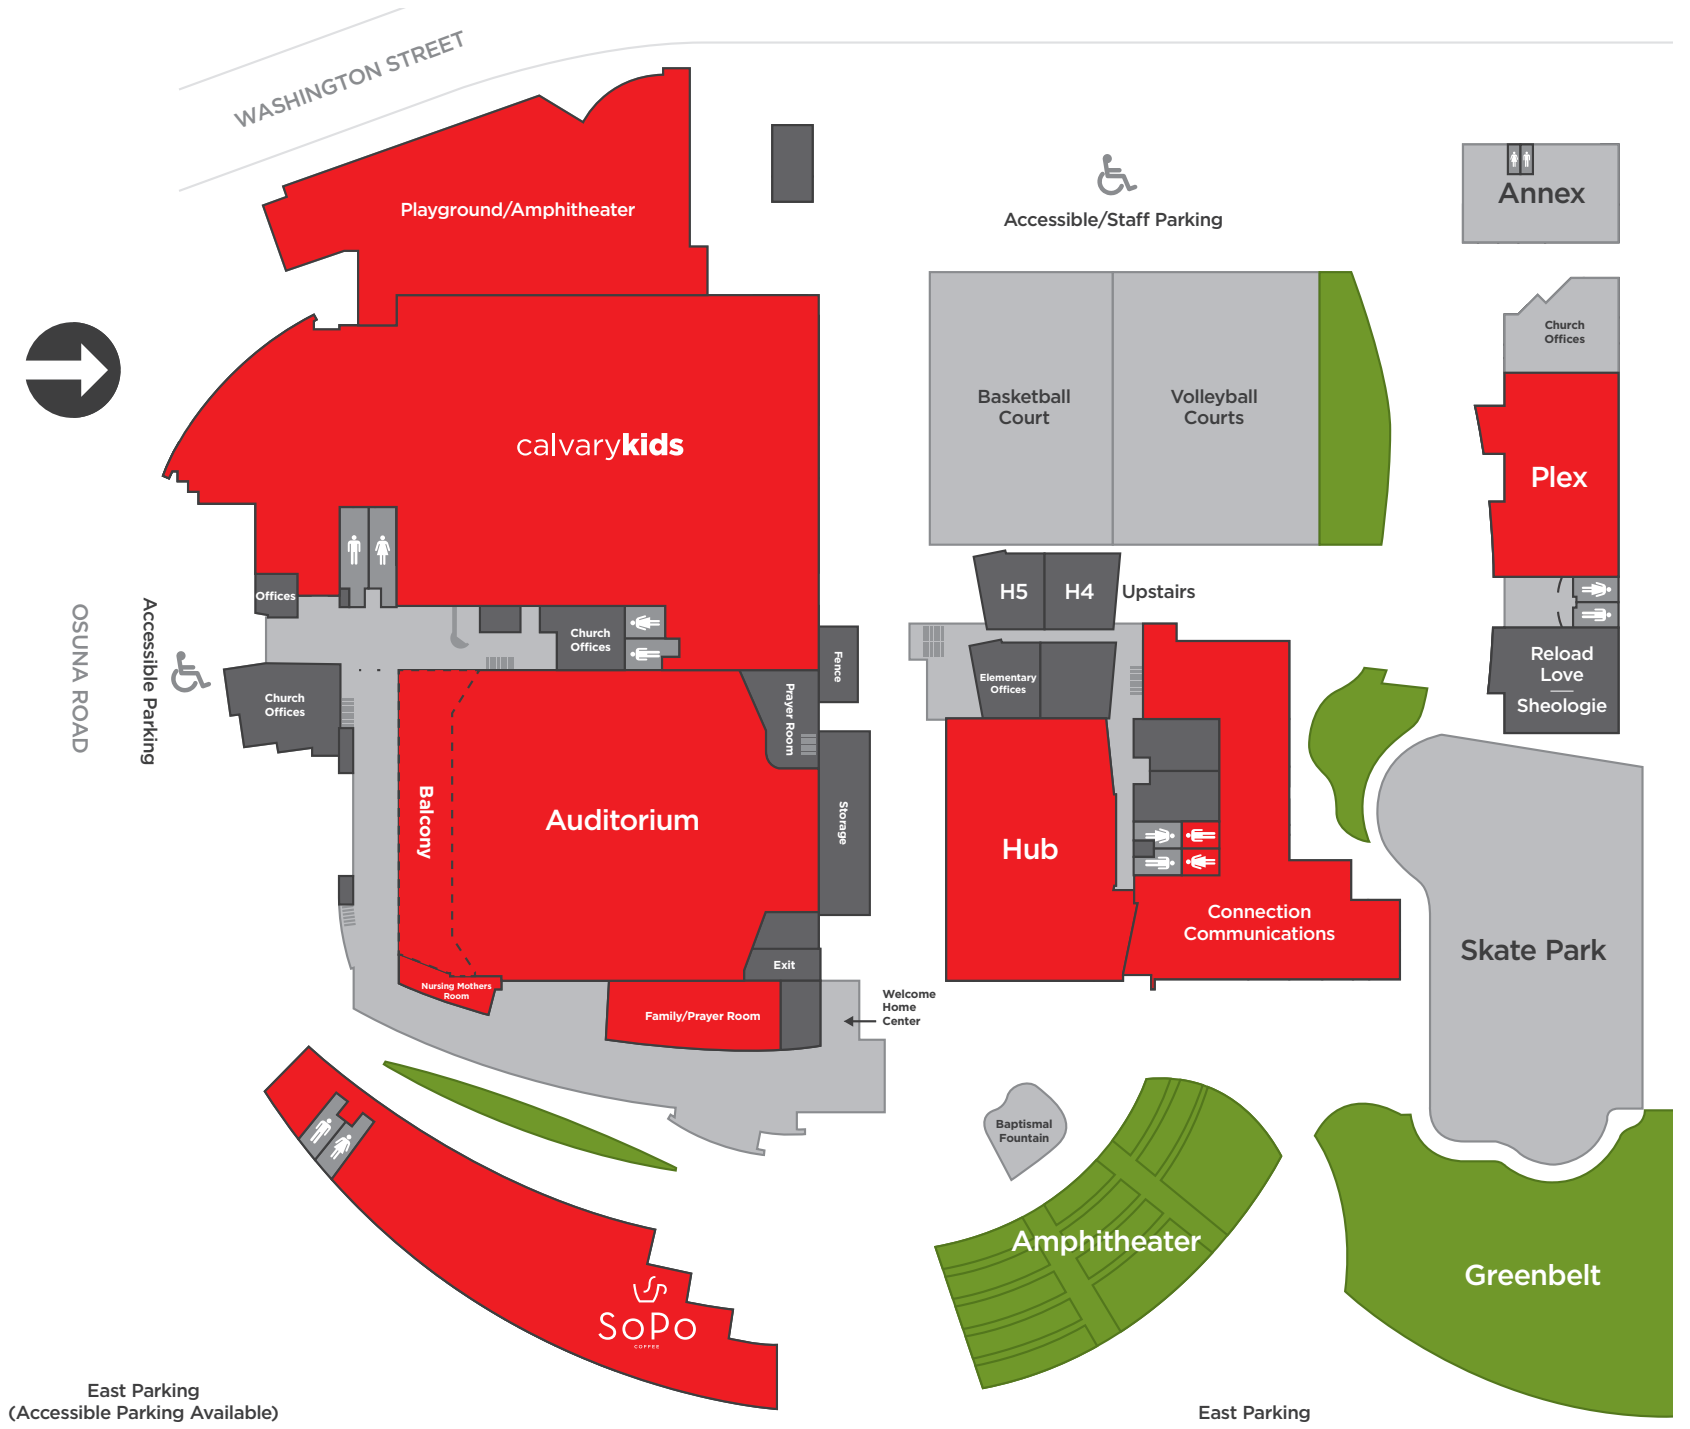 WASHINGTON STREET
Playground/Amphitheater
Accessible/Staff Parking
Annex
Church
Offices
Basketball
Court
Volleyball
Courts
calvarykids
Plex
OSUNA ROAD
Accessible Parking
Offices
Church
Offices
Church
Offices
H5
H4
Upstairs
Elementary
Offices
Fence
Prayer Room
Reload
Love
Sheologie
Balcony
Auditorium
Storage
Hub
Connection
Communications
Skate Park
Exit
Nursing Mothers
Room
Family/Prayer Room
Welcome
Home
Center
Baptismal
Fountain
Amphitheater
Greenbelt
SoPo
COFFEE
East Parking
(Accessible Parking Available)
East Parking